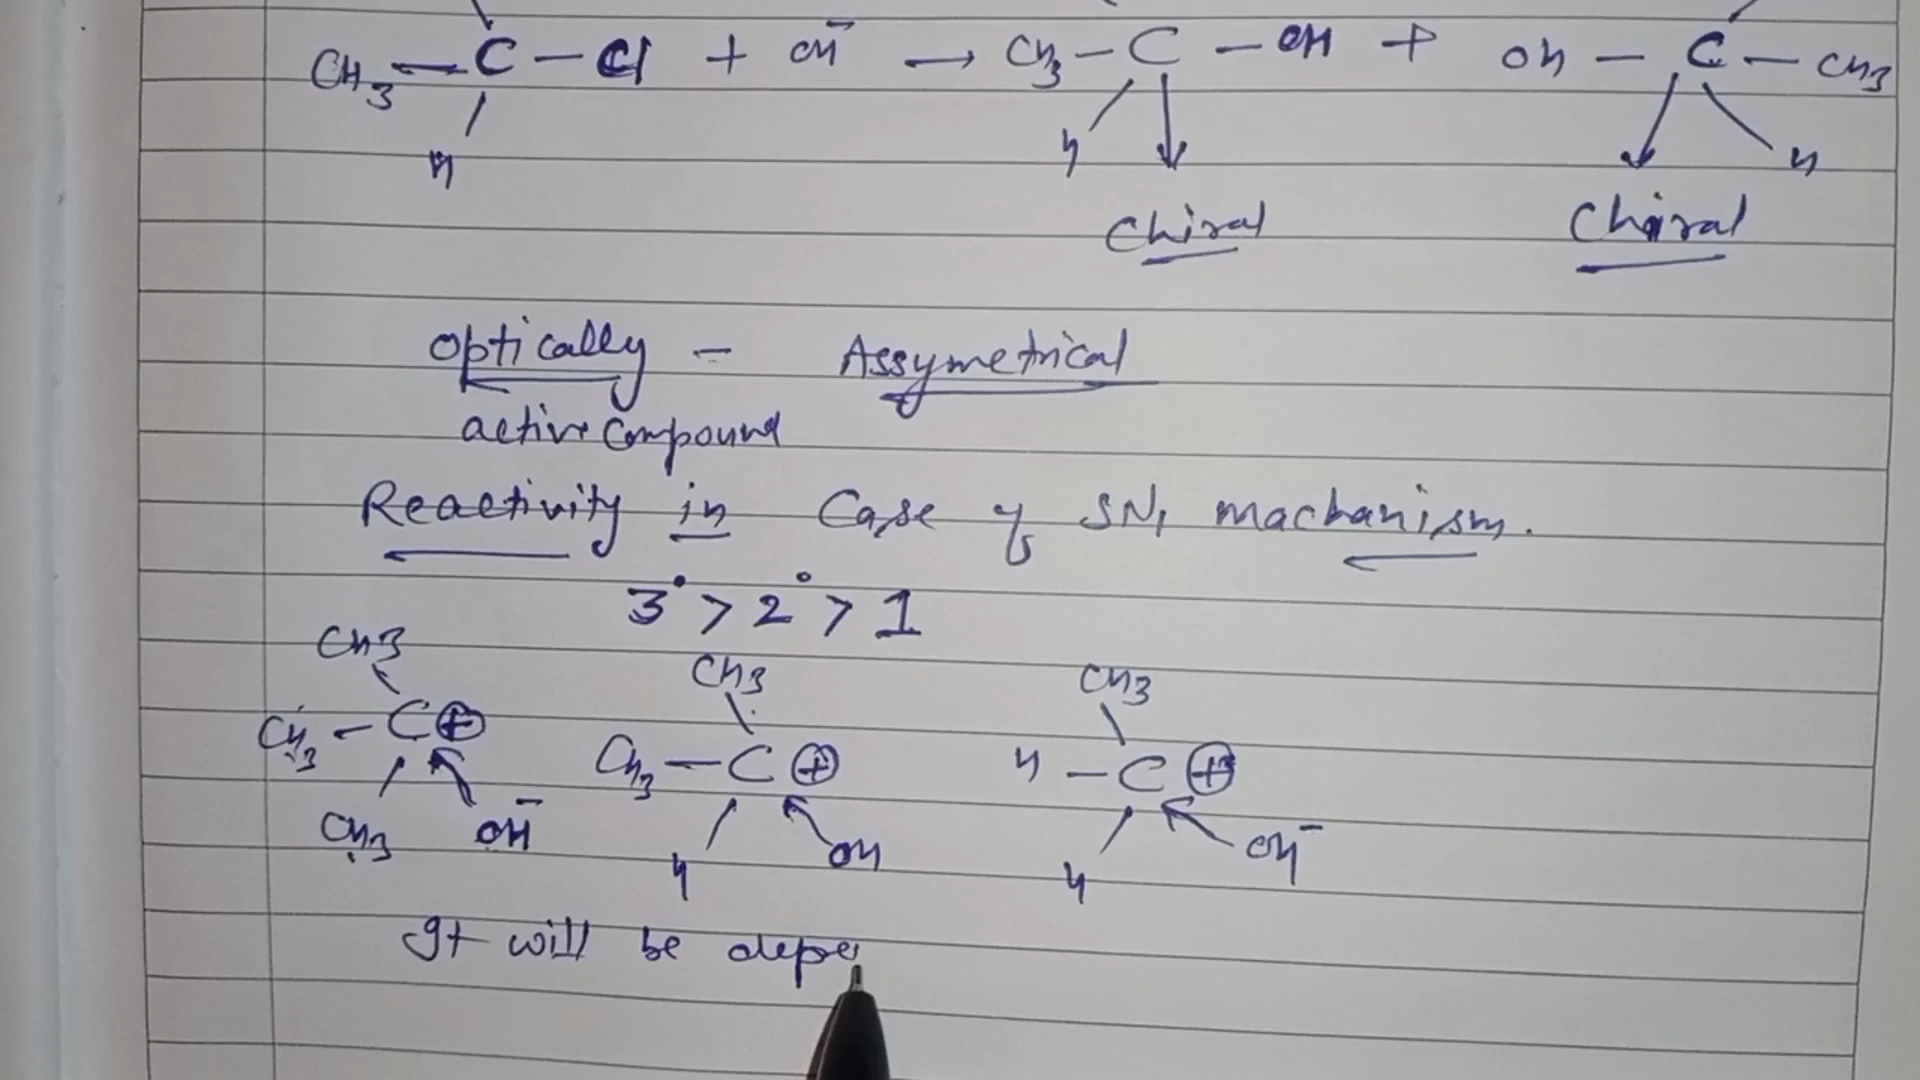 CH3 — C — Cl + OH⁻ → CH3 — C — OH + OH — C — CH3
H H H
Chiral Chiral
Optically – Assymetrical
active Compound
Reactivity in Case of SN1 machanism.
3° > 2° > 1
CH3 CH3 CH3
CH3 — C ⊕ CH3 — C ⊕ H — C ⊕
CH3 OH⁻ H OH H OH⁻
It will be depe